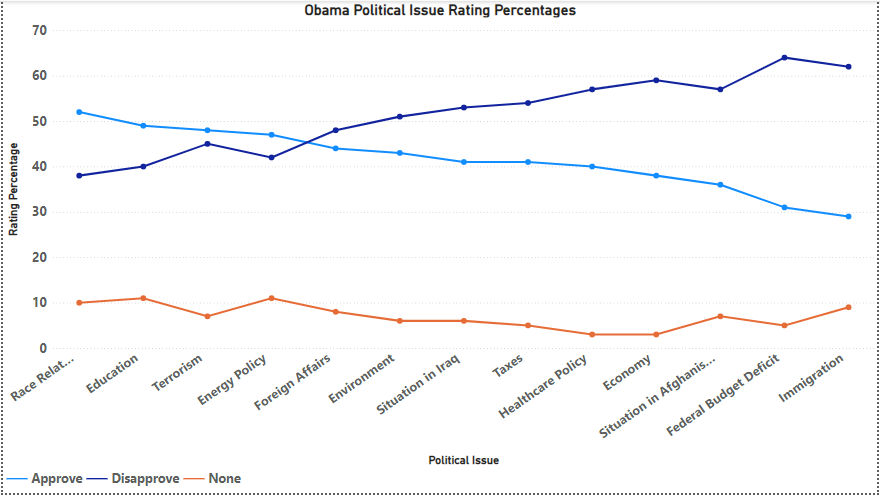 Obama Political Issue Rating Percentages
Rating Percentage
70
60
50
40
30
20
10
0
Race Relat...
Education
Terrorism
Energy Policy
Foreign Affairs
Environment
Situation in Iraq
Taxes
Healthcare Policy
Economy
Situation in Afghanis...
Federal Budget Deficit
Immigration
Political Issue
Approve
Disapprove
None